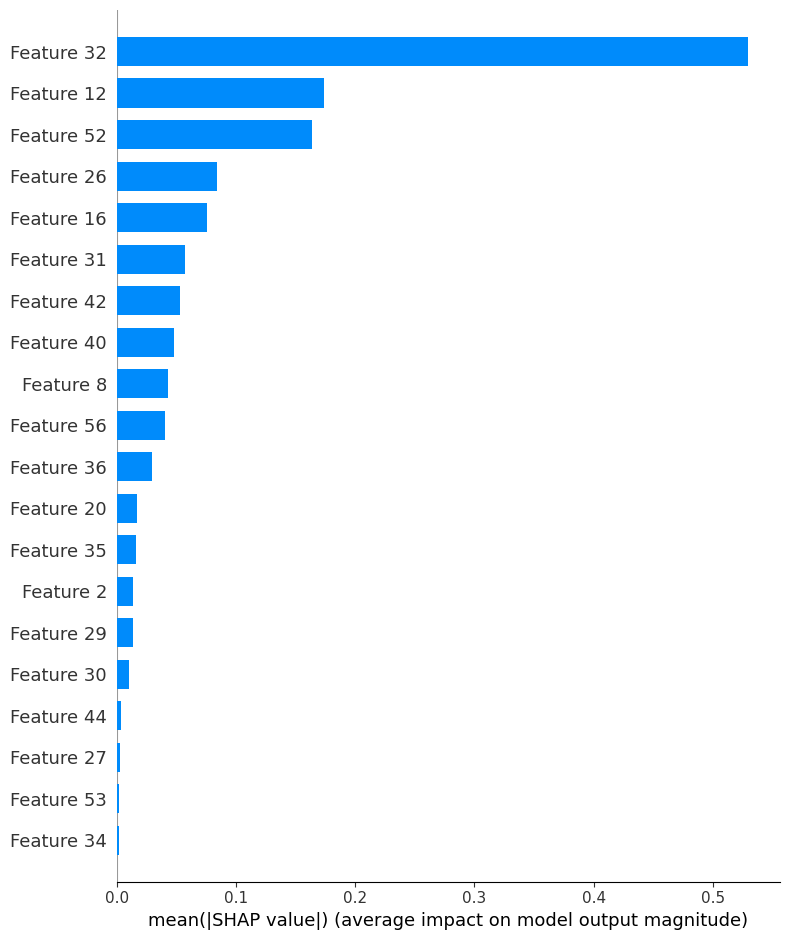 Feature 32
Feature 12
Feature 52
Feature 26
Feature 16
Feature 31
Feature 42
Feature 40
Feature 8
Feature 56
Feature 36
Feature 20
Feature 35
Feature 2
Feature 29
Feature 30
Feature 44
Feature 27
Feature 53
Feature 34
0.0 0.1 0.2 0.3 0.4 0.5
mean(|SHAP value|) (average impact on model output magnitude)